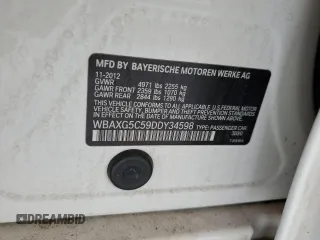 MFD BY BAYERISCHE MOTOREN WERKE AG
11-2012
GVWR 4971 lbs 2255 kg
GAWR FRONT 2359 lbs 1070 kg
GAWR REAR 2844 lbs 1290 kg
THIS VEHICLE CONFORMS TO ALL APPLICABLE U.S. FEDERAL MOTOR
VEHICLE SAFETY, BUMPER, AND THEFT PREVENTION STANDARDS IN
EFFECT ON THE DATE OF MANUFACTURE SHOWN ABOVE.
WBAXG5C59DDY34598 TYPE: PASSENGER CAR
© iDreambid